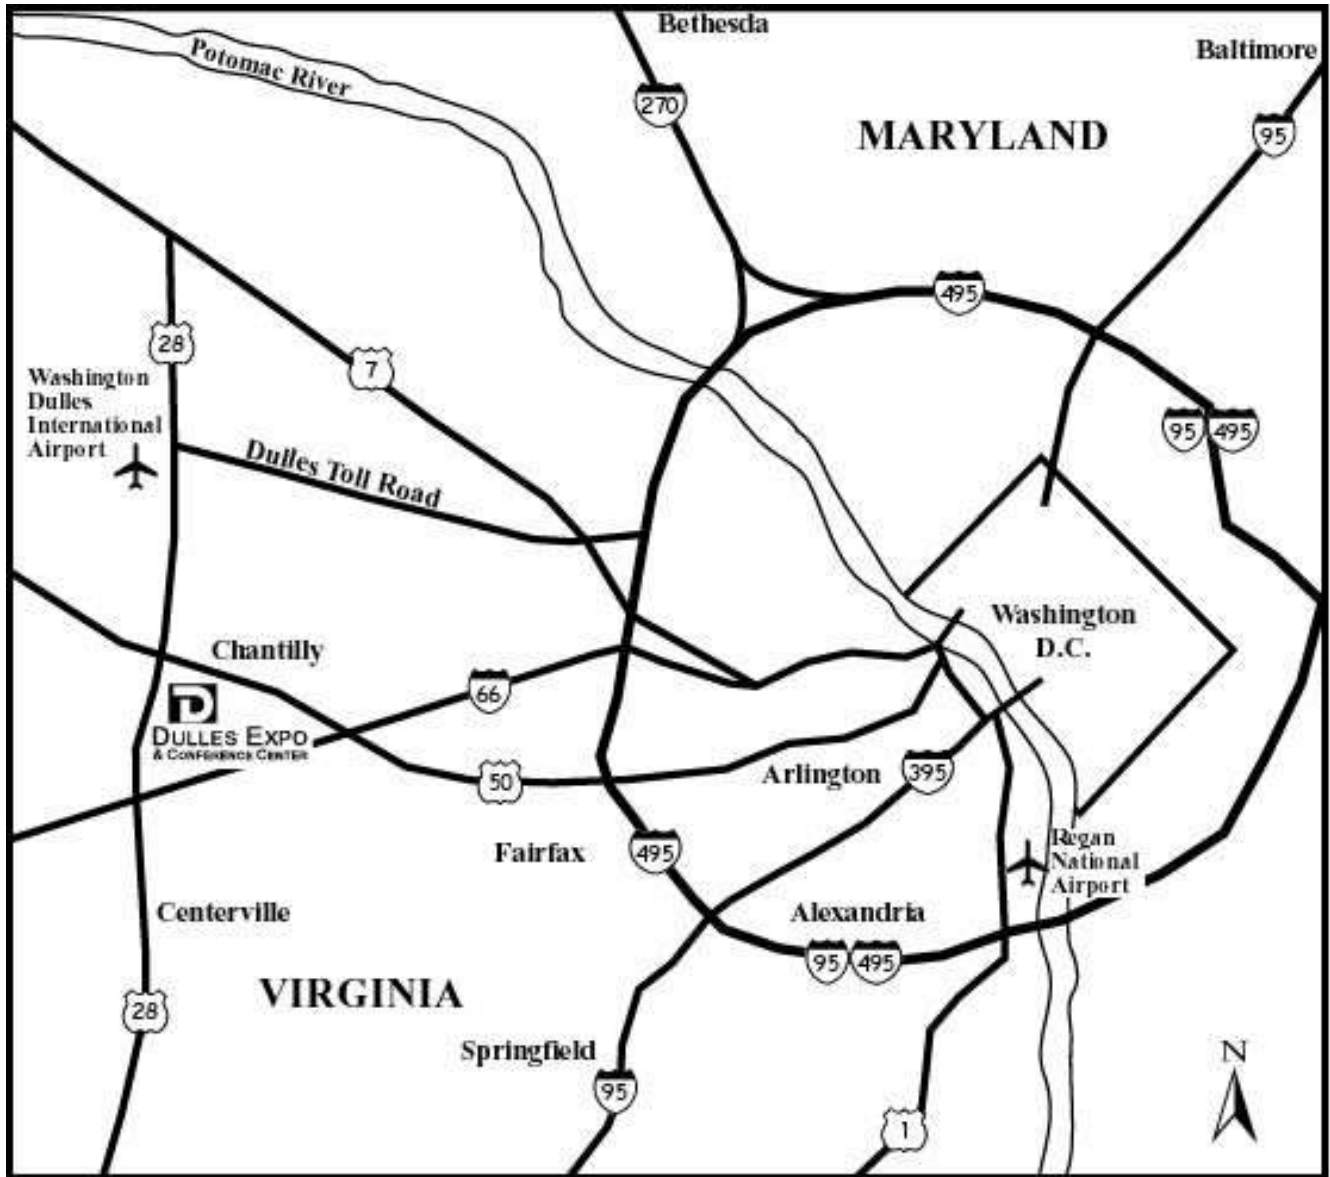 Bethesda
Baltimore
Potomac River
270
MARYLAND
95
495
28
7
Washington
Dulles
International
Airport
95 495
Dulles Toll Road
Washington
D.C.
Chantilly
66
D
DULLES EXPO
& CONFERENCE CENTER
50
Arlington
395
495
Fairfax
Regan
National
Airport
Centerville
Alexandria
95 495
VIRGINIA
28
Springfield
N
95
1